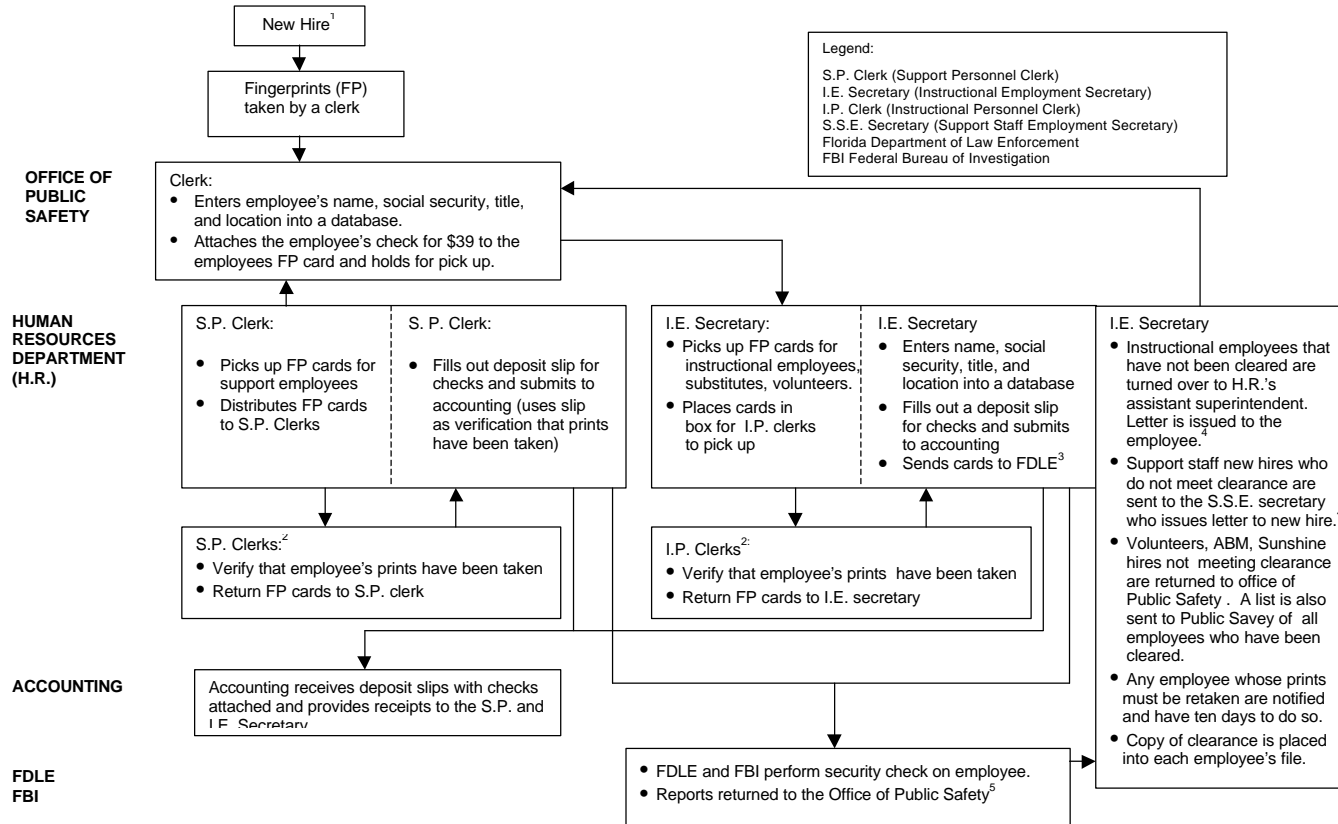 New Hire¹
Fingerprints (FP)
taken by a clerk
Legend:
S.P. Clerk (Support Personnel Clerk)
I.E. Secretary (Instructional Employment Secretary)
I.P. Clerk (Instructional Personnel Clerk)
S.S.E. Secretary (Support Staff Employment Secretary)
Florida Department of Law Enforcement
FBI Federal Bureau of Investigation
OFFICE OF
PUBLIC
SAFETY
Clerk:
• Enters employee's name, social security, title,
and location into a database.
• Attaches the employee's check for $39 to the
employees FP card and holds for pick up.
HUMAN
RESOURCES
DEPARTMENT
(H.R.)
S.P. Clerk:
• Picks up FP cards for
support employees
• Distributes FP cards
to S.P. Clerks
S. P. Clerk:
• Fills out deposit slip for
checks and submits to
accounting (uses slip
as verification that prints
have been taken)
I.E. Secretary:
• Picks up FP cards for
instructional employees,
substitutes, volunteers.
• Places cards in
box for I.P. clerks
to pick up
I.E. Secretary
• Enters name, social
security, title, and
location into a database
• Fills out a deposit slip
for checks and submits
to accounting
• Sends cards to FDLE³
I.E. Secretary
• Instructional employees that
have not been cleared are
turned over to H.R.'s
assistant superintendent.
Letter is issued to the
employee.⁴
• Support staff new hires who
do not meet clearance are
sent to the S.S.E. secretary
who issues letter to new hire.
• Volunteers, ABM, Sunshine
hires not meeting clearance
are returned to office of
Public Safety . A list is also
sent to Public Savey of all
employees who have been
cleared.
• Any employee whose prints
must be retaken are notified
and have ten days to do so.
• Copy of clearance is placed
into each employee's file.
S.P. Clerks:²
• Verify that employee's prints have been taken
• Return FP cards to S.P. clerk
I.P. Clerks²:
• Verify that employee's prints have been taken
• Return FP cards to I.E. secretary
ACCOUNTING
Accounting receives deposit slips with checks
attached and provides receipts to the S.P. and
I.E. Secretary
FDLE
FBI
• FDLE and FBI perform security check on employee.
• Reports returned to the Office of Public Safety⁵